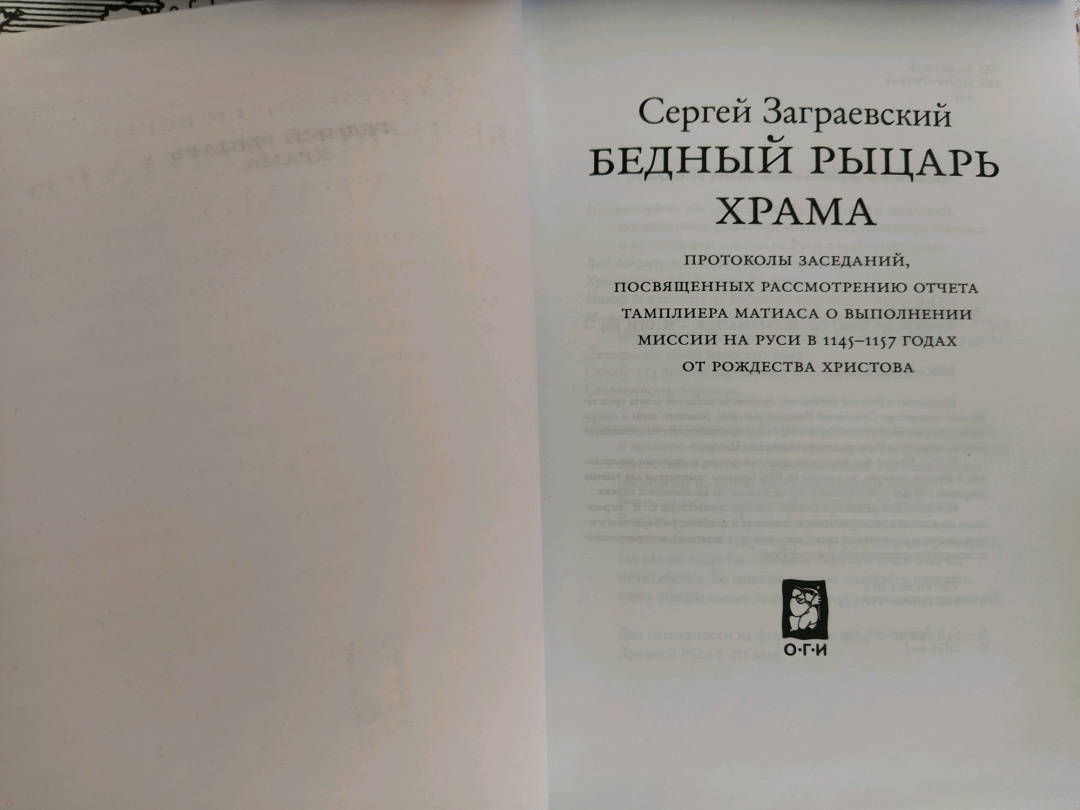 Сергей Заграевский
БЕДНЫЙ РЫЦАРЬ
ХРАМА
ПРОТОКОЛЫ ЗАСЕДАНИЙ,
ПОСВЯЩЕННЫХ РАССМОТРЕНИЮ ОТЧЕТА
ТАМПЛИЕРА МАТИАСА О ВЫПОЛНЕНИИ
МИССИИ НА РУСИ В 1145–1157 ГОДАХ
ОТ РОЖДЕСТВА ХРИСТОВА
О·Г·И